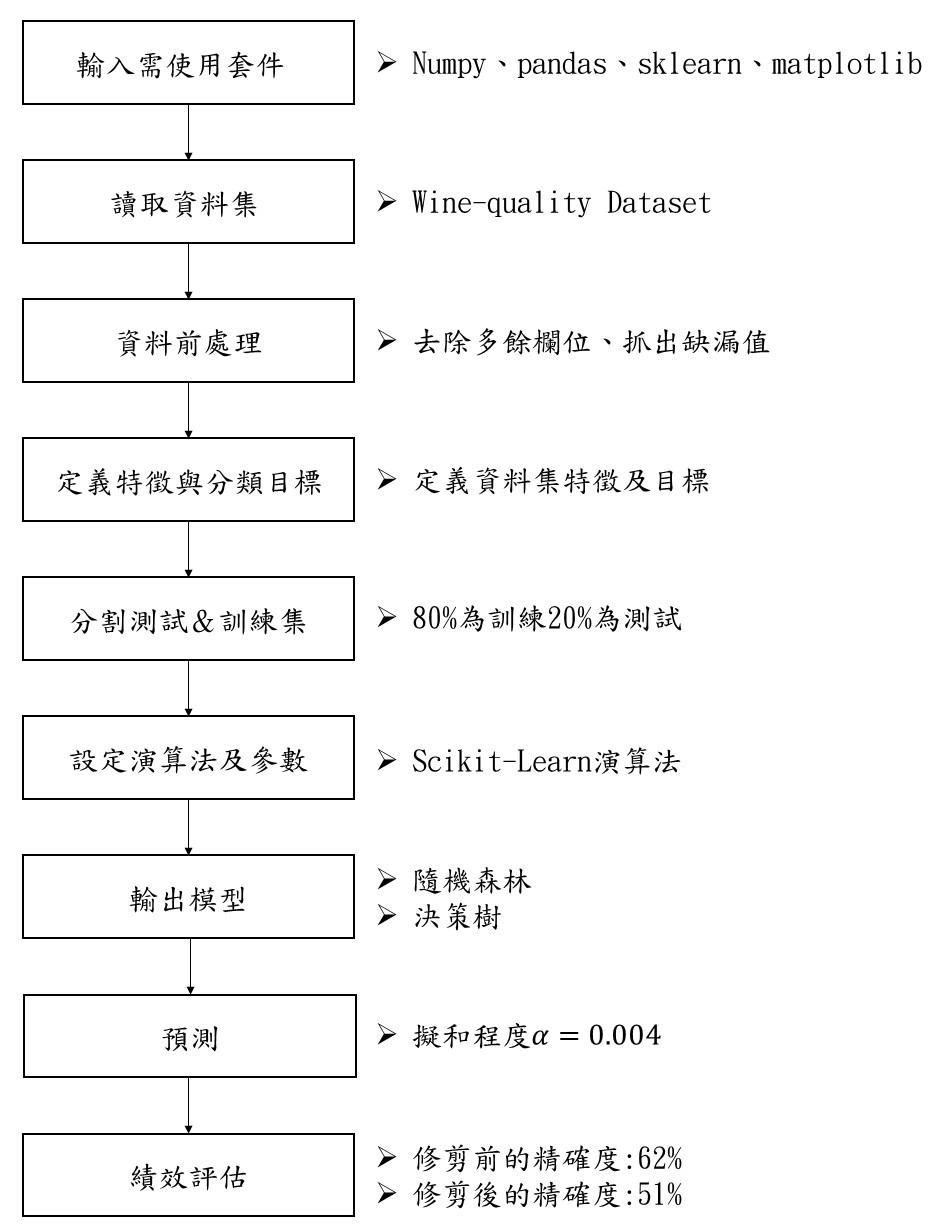 輸入需使用套件
➢ Numpy、pandas、sklearn、matplotlib
讀取資料集
➢ Wine-quality Dataset
資料前處理
➢ 去除多餘欄位、抓出缺漏值
定義特徵與分類目標
➢ 定義資料集特徵及目標
分割測試&訓練集
➢ 80%為訓練20%為測試
設定演算法及參數
➢ Scikit-Learn演算法
輸出模型
➢ 隨機森林
➢ 決策樹
預測
➢ 擬和程度α = 0.004
績效評估
➢ 修剪前的精確度:62%
➢ 修剪後的精確度:51%